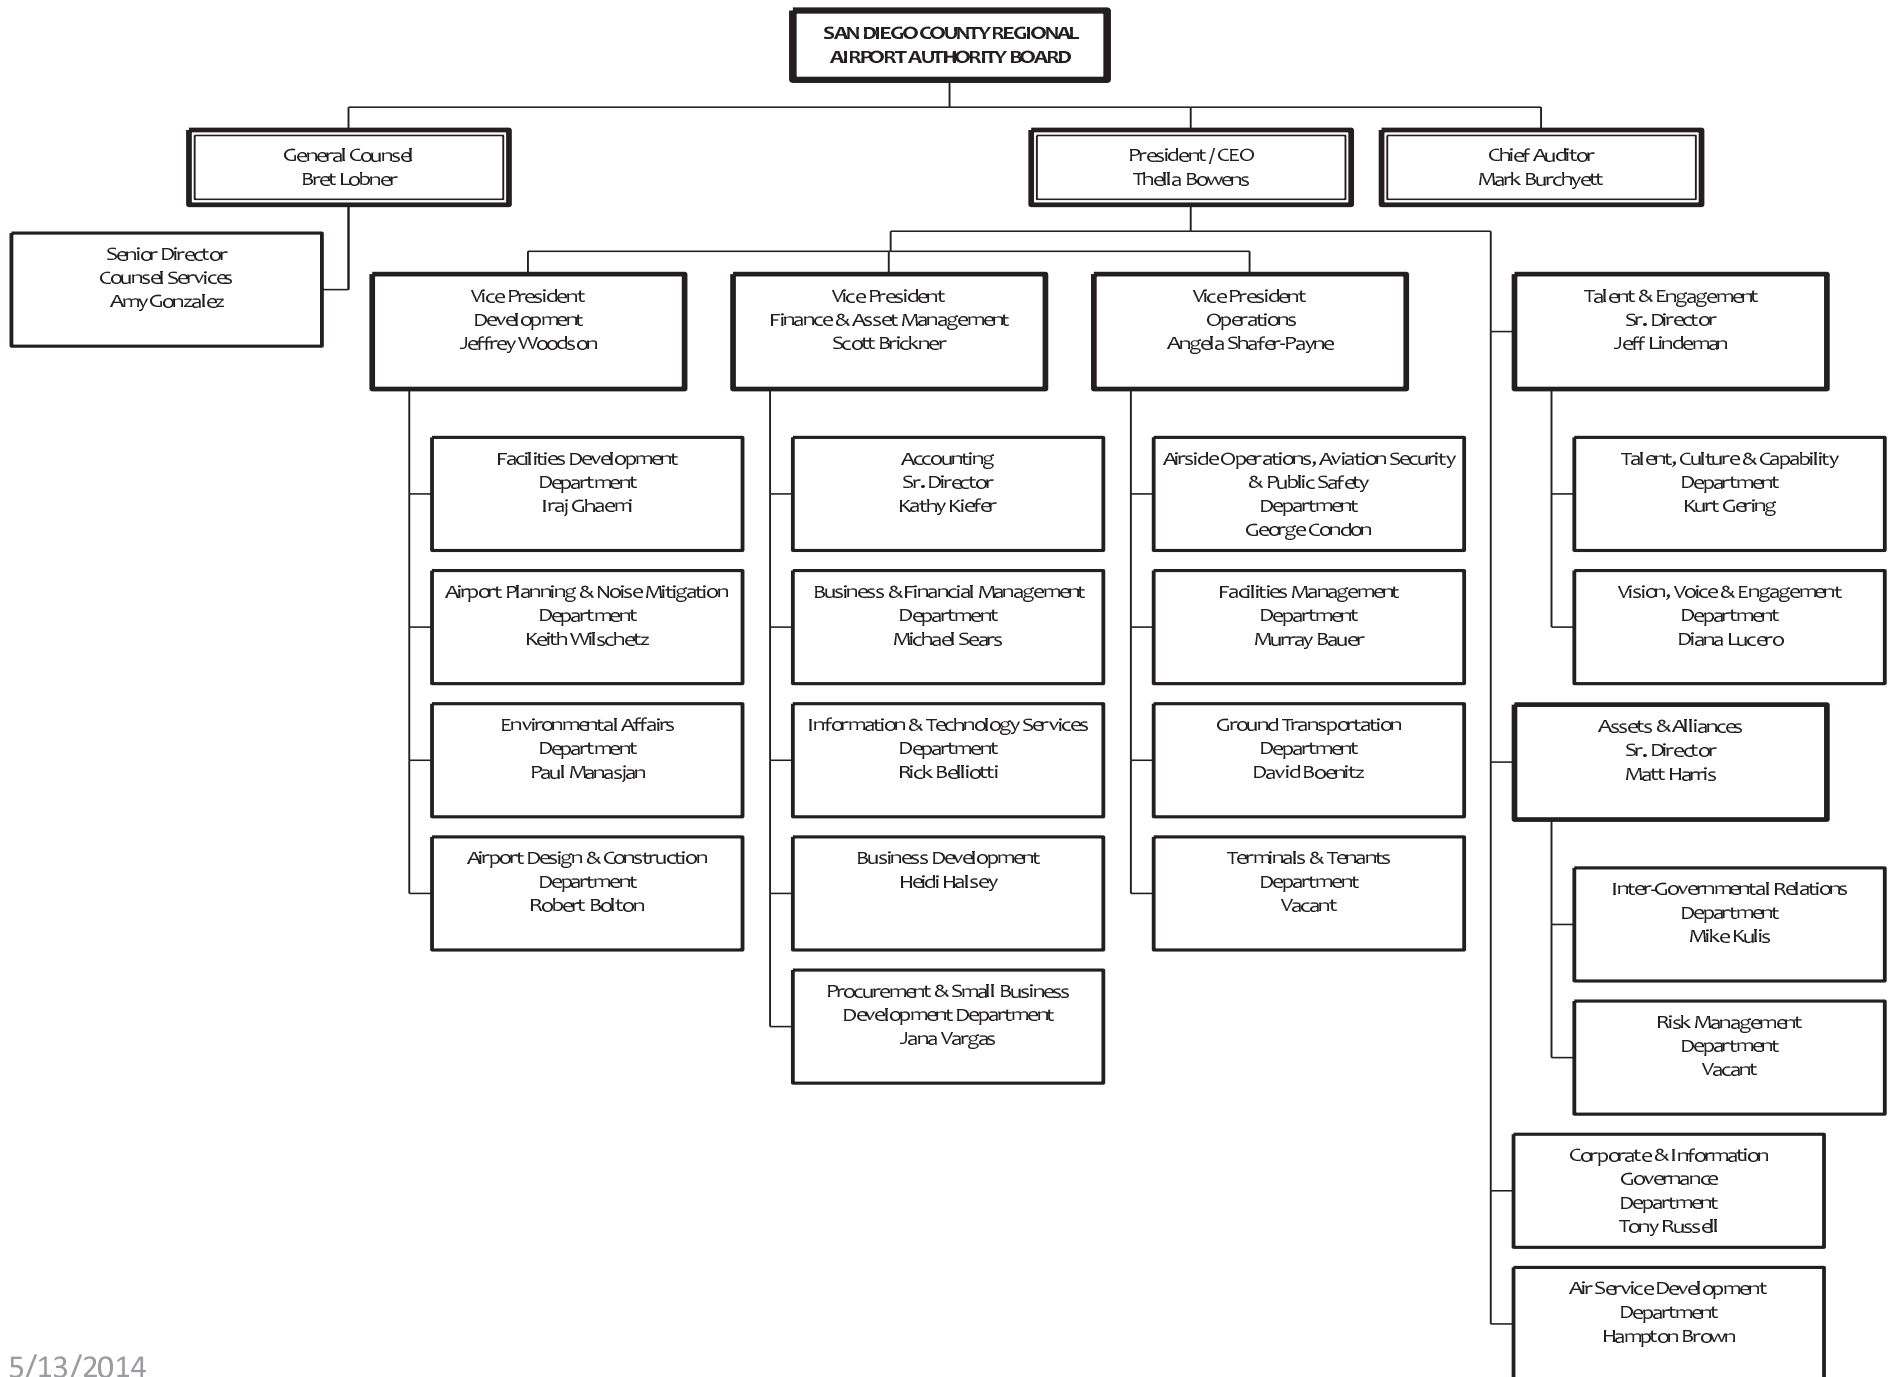 SAN DIEGO COUNTY REGIONAL
AIRPORT AUTHORITY BOARD
General Counsel
Bret Lobner
President / CEO
Thella Bowens
Chief Auditor
Mark Burchyett
Senior Director
Counsel Services
Amy Gonzalez
Vice President
Development
Jeffrey Woodson
Vice President
Finance & Asset Management
Scott Brickner
Vice President
Operations
Angela Shafer-Payne
Talent & Engagement
Sr. Director
Jeff Lindeman
Facilities Development
Department
Iraj Ghaemi
Airport Planning & Noise Mitigation
Department
Keith Wilschetz
Environmental Affairs
Department
Paul Manasjan
Airport Design & Construction
Department
Robert Bolton
Accounting
Sr. Director
Kathy Kiefer
Business & Financial Management
Department
Michael Sears
Information & Technology Services
Department
Rick Belliotti
Business Development
Heidi Halsey
Procurement & Small Business
Development Department
Jana Vargas
Airside Operations, Aviation Security
& Public Safety
Department
George Condon
Facilities Management
Department
Murray Bauer
Ground Transportation
Department
David Boenitz
Terminals & Tenants
Department
Vacant
Talent, Culture & Capability
Department
Kurt Gering
Vision, Voice & Engagement
Department
Diana Lucero
Assets & Alliances
Sr. Director
Matt Harris
Inter-Governmental Relations
Department
Mike Kulis
Risk Management
Department
Vacant
Corporate & Information
Governance
Department
Tony Russell
Air Service Development
Department
Hampton Brown
5/13/2014